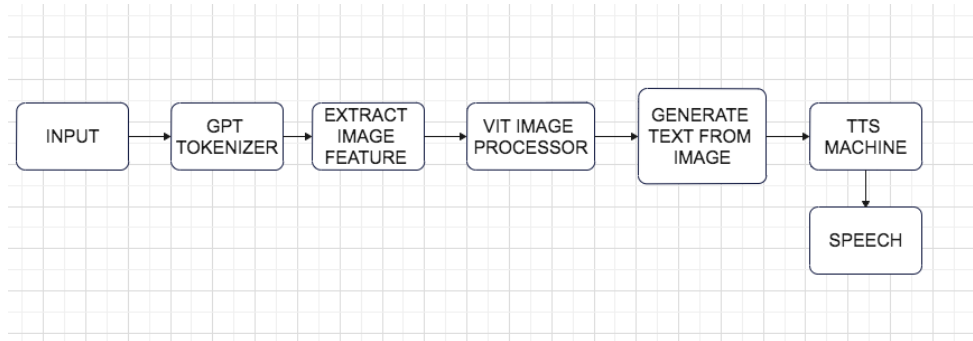 INPUT
GPT
TOKENIZER
EXTRACT
IMAGE
FEATURE
VIT IMAGE
PROCESSOR
GENERATE
TEXT FROM
IMAGE
TTS
MACHINE
SPEECH